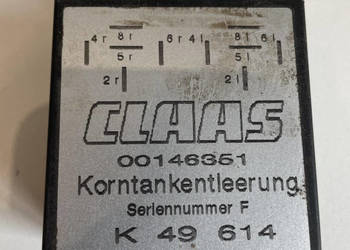 4r 8r 6r 4l 8l 6l
5r 5l
2r 2l
CLAAS
00146351
Korntankentleerung
Seriennummer F
K 49 614